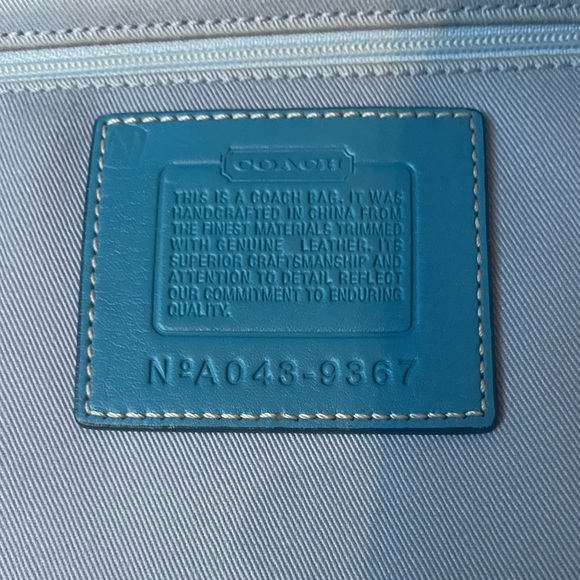 COACH
THIS IS A COACH BAG. IT WAS
HANDCRAFTED IN CHINA FROM
THE FINEST MATERIALS TRIMMED
WITH GENUINE LEATHER. ITS
SUPERIOR CRAFTSMANSHIP AND
ATTENTION TO DETAIL REFLECT
OUR COMMITMENT TO ENDURING
QUALITY.
NºA043-9367